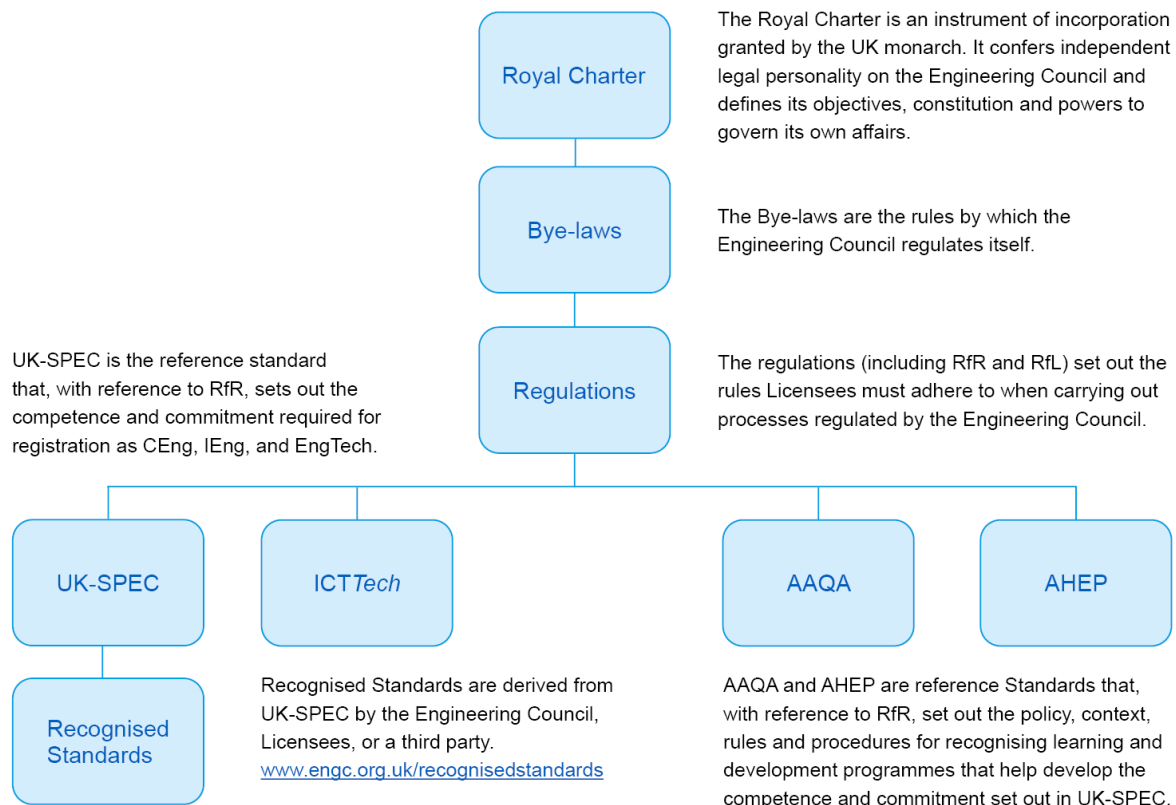 Royal Charter
The Royal Charter is an instrument of incorporation
granted by the UK monarch. It confers independent
legal personality on the Engineering Council and
defines its objectives, constitution and powers to
govern its own affairs.
Bye-laws
The Bye-laws are the rules by which the
Engineering Council regulates itself.
UK-SPEC is the reference standard
that, with reference to RfR, sets out the
competence and commitment required for
registration as CEng, IEng, and EngTech.
Regulations
The regulations (including RfR and RfL) set out the
rules Licensees must adhere to when carrying out
processes regulated by the Engineering Council.
UK-SPEC
ICTTech
AAQA
AHEP
Recognised
Standards
Recognised Standards are derived from
UK-SPEC by the Engineering Council,
Licensees, or a third party.
www.engc.org.uk/recognisedstandards
AAQA and AHEP are reference Standards that,
with reference to RfR, set out the policy, context,
rules and procedures for recognising learning and
development programmes that help develop the
competence and commitment set out in UK-SPEC.